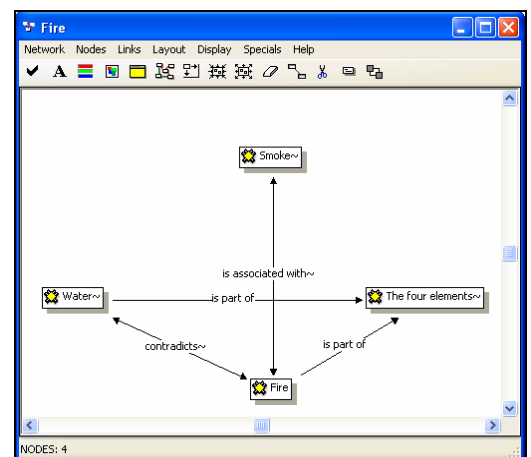 Fire
Network Nodes Links Layout Display Specials Help
A
Smoke~
is associated with~
Water~
is part of
The four elements~
contradicts~
is part of
Fire
NODES: 4